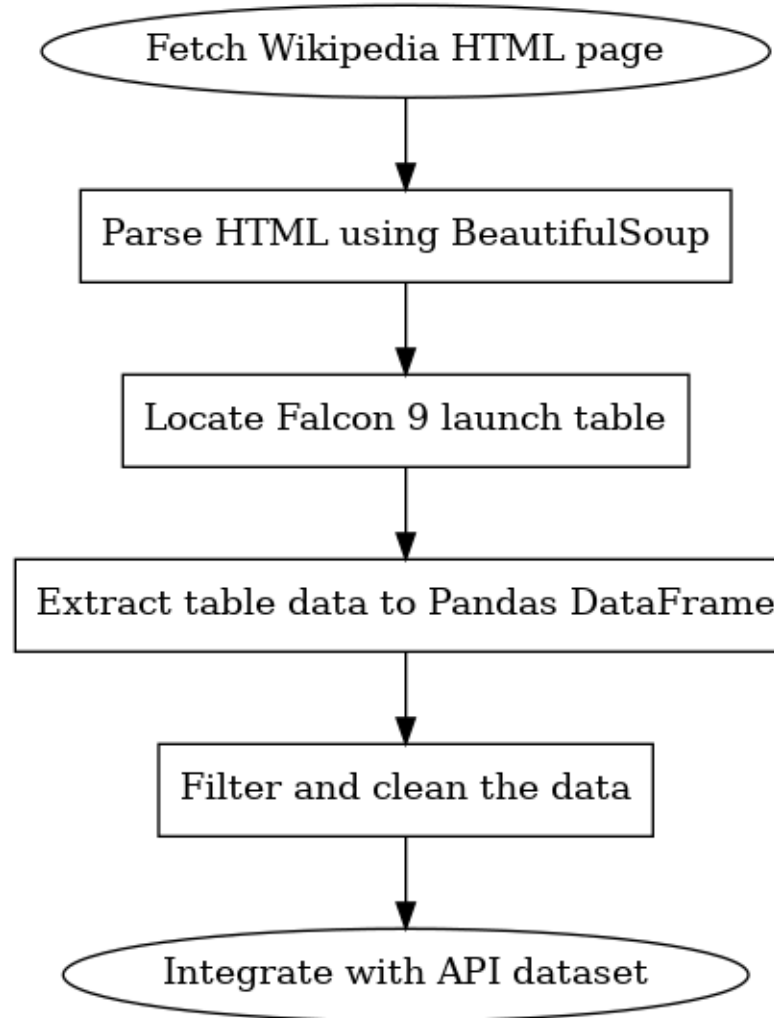 Fetch Wikipedia HTML page
Parse HTML using BeautifulSoup
Locate Falcon 9 launch table
Extract table data to Pandas DataFrame
Filter and clean the data
Integrate with API dataset